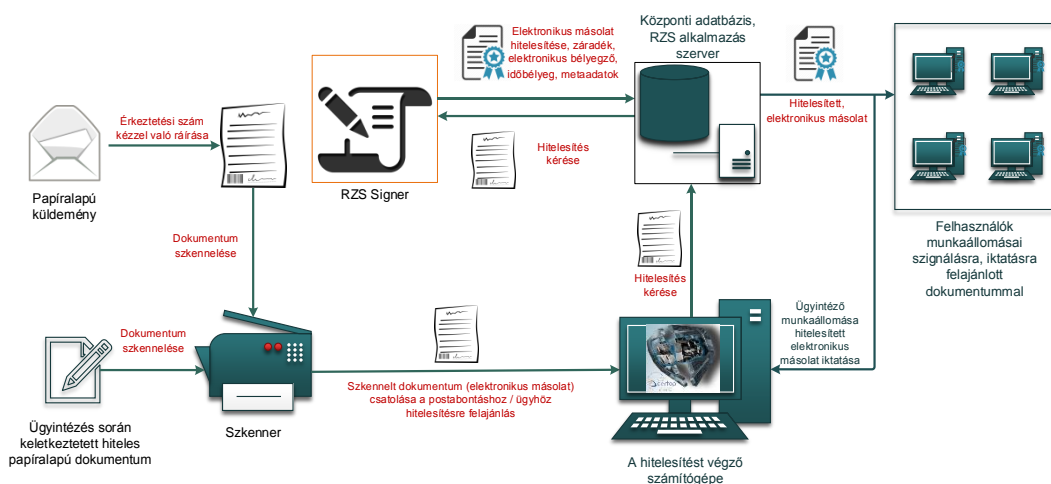 Elektronikus másolat
hitelesítése, záradék,
elektronikus bélyegző,
időbélyeg, metaadatok
Központi adatbázis,
RZS alkalmazás
szerver
Érkeztetési szám
kézzel való ráírása
Hitelesített,
elektronikus másolat
Hitelesítés
kérése
Papíralapú
küldemény
RZS Signer
Felhasználók
munkaállomásai
szignálásra, iktatásra
felajánlott
dokumentummal
Dokumentum
szkennelése
Hitelesítés
kérése
Ügyintéző
munkaállomása
hitelesített
elektronikus
másolat iktatása
Dokumentum
szkennelése
Szkennelt dokumentum (elektronikus másolat)
csatolása a postabontáshoz / ügyhöz
hitelesítésre felajánlás
Ügyintézés során
keletkeztetett hiteles
papíralapú dokumentum
Szkenner
A hitelesítést végző
számítógépe